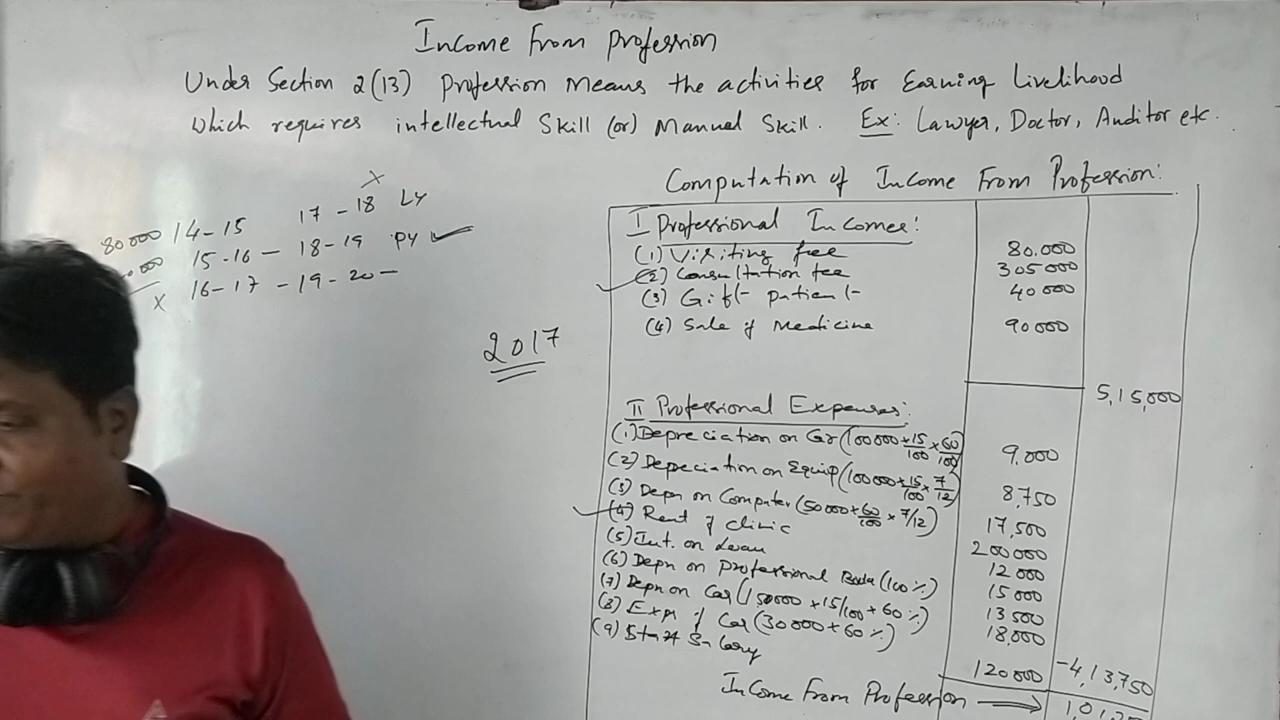 Income From Profession
Under Section 2(13) Profession Means the activities for Earning Livelihood
Which requires intellectual Skill (or) Manual Skill. Ex: Lawyer, Doctor, Auditor etc.
X
80000 14-15 17-18 LY
15-16 - 18-19 PY ✓
X 16-17 - 19-20 -
2017
Computation of Income From Profession:
I Professional Incomes:
(1) Visiting fee 80,000
(2) Consultation fee 305000
(3) Gift- patient- 40000
(4) Sale of Medicine 90000
5,15,000
II Professional Expenses:
(1) Depreciation on Car (100000×15/100×60/100) 9,000
(2) Depeciation on Equip (100000×15/100×7/12) 8,750
(3) Depn on Computer (50000×60/100×7/12) 17,500
(4) Rent of clinic 200000
(5) Int. on Loan 12000
(6) Depn on Professional Books (100%) 15000
(7) Depn on Car (150000×15/100×60%) 13500
(8) Exps of Car (30000×60%) 18,000
(9) Staff Salary 120000 -4,13,750
Income From Profession →